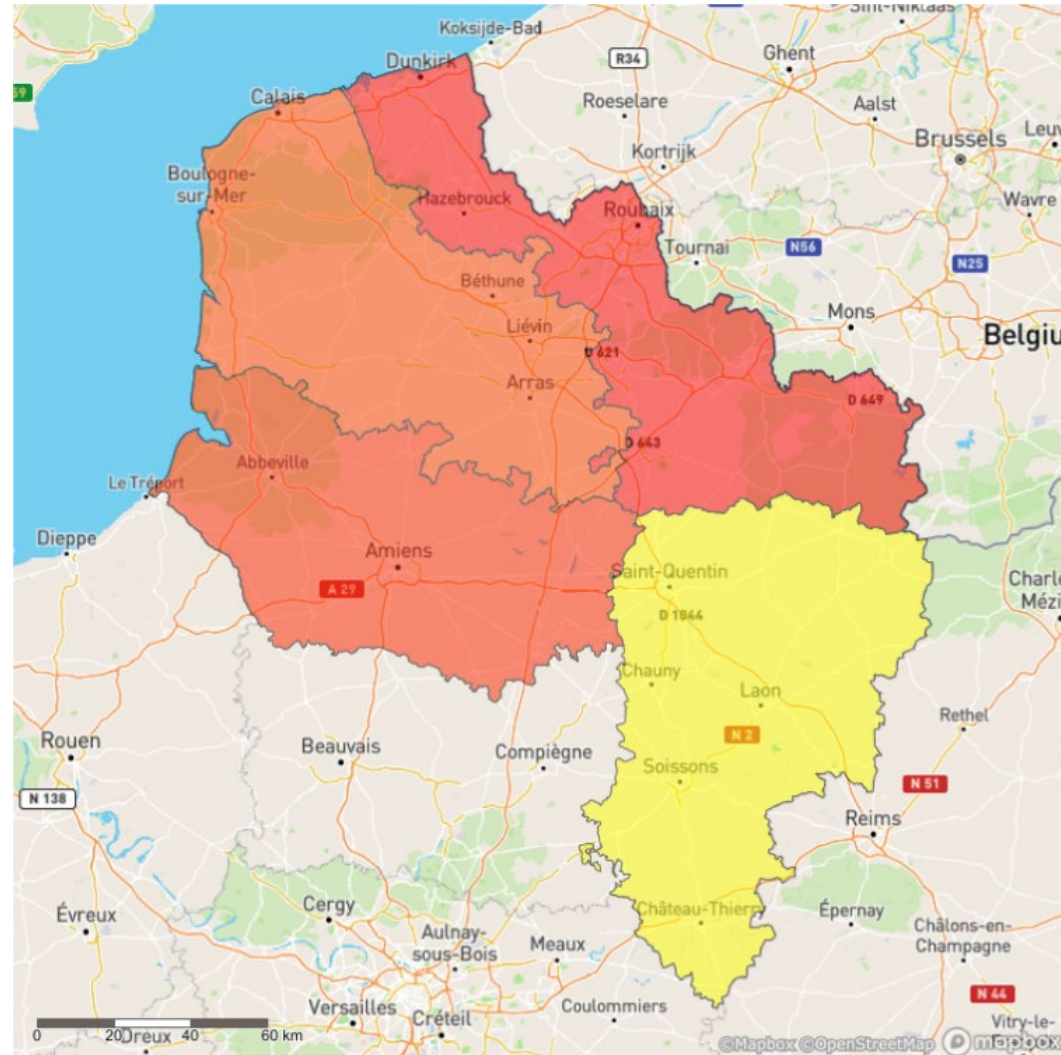 Sint-Niklaas
Koksijde-Bad
Ghent
R34
Dunkirk
59
Calais
Roeselare
Aalst
Brussels
Leuv
Kortrijk
Boulogne-
sur-Mer
Hazebrouck
Roubaix
Wavre
Tournai
N56
N25
Béthune
Mons
Liévin
Belgiu
D 621
Arras
D 649
D 643
Abbeville
Le Tréport
Dieppe
Amiens
Saint-Quentin
A 29
Charle
Mézi
D 1044
Chauny
Laon
Rethel
Rouen
Beauvais
Compiègne
N 2
Soissons
N 51
N 138
Reims
Évreux
Cergy
Château-Thierry
Épernay
Aulnay-
sous-Bois
Meaux
Châlons-en-
Champagne
N 44
Versailles
Créteil
Coulommiers
Vitry-le-
0 20 40 60 km
Dreux
©Mapbox ©OpenStreetMap mapbox